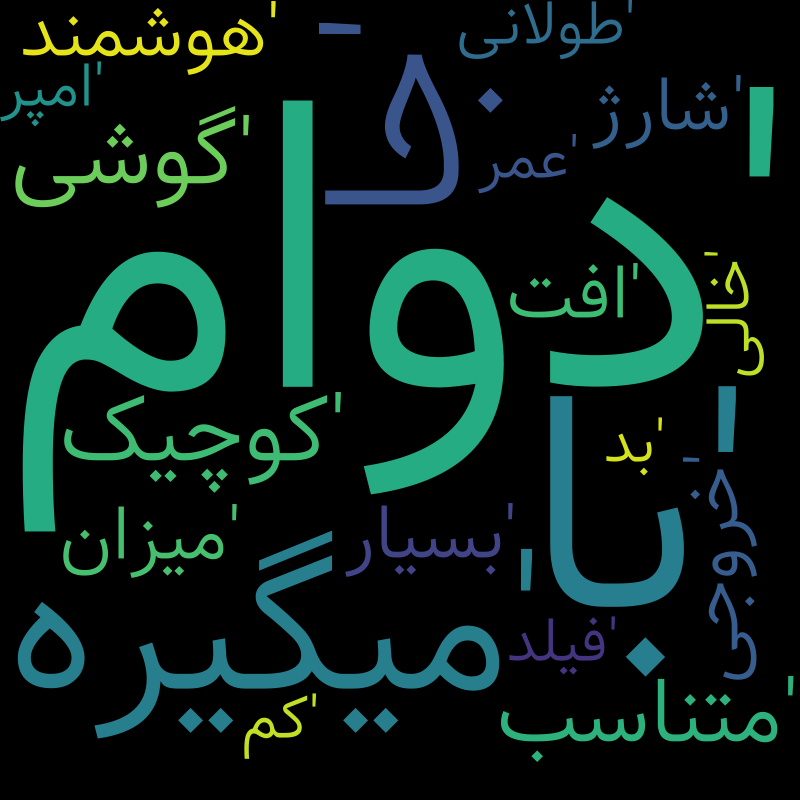 'هوشمند
'طولانی
'امپر
'شارژ
'جا
'گوشی
'عمر
'دوام
'افت
'خالی
'کوچیک
'با
'بد
'خروجی
'میزان
'بسیار
'میگیره
'فیلد
'کم
'متناسب